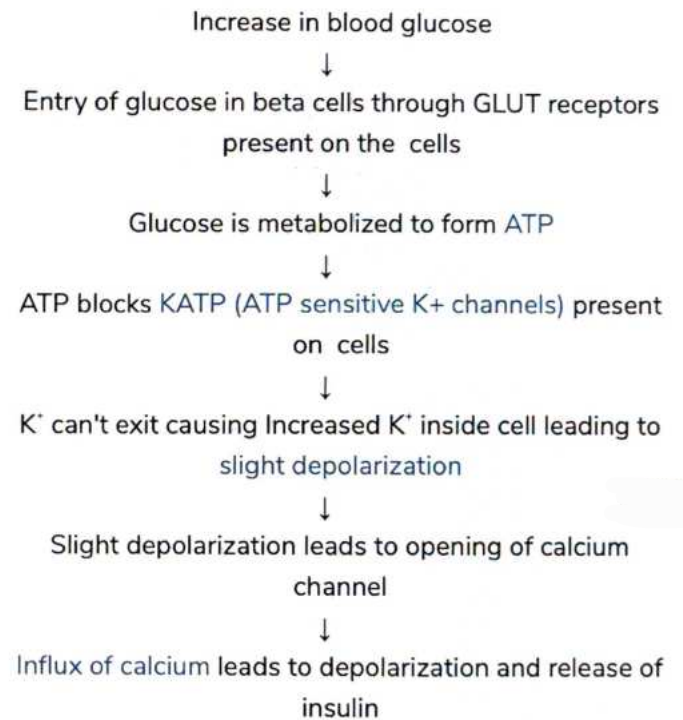 Increase in blood glucose
↓
Entry of glucose in beta cells through GLUT receptors
present on the cells
↓
Glucose is metabolized to form ATP
↓
ATP blocks KATP (ATP sensitive K+ channels) present
on cells
↓
K⁺ can't exit causing Increased K⁺ inside cell leading to
slight depolarization
↓
Slight depolarization leads to opening of calcium
channel
↓
Influx of calcium leads to depolarization and release of
insulin